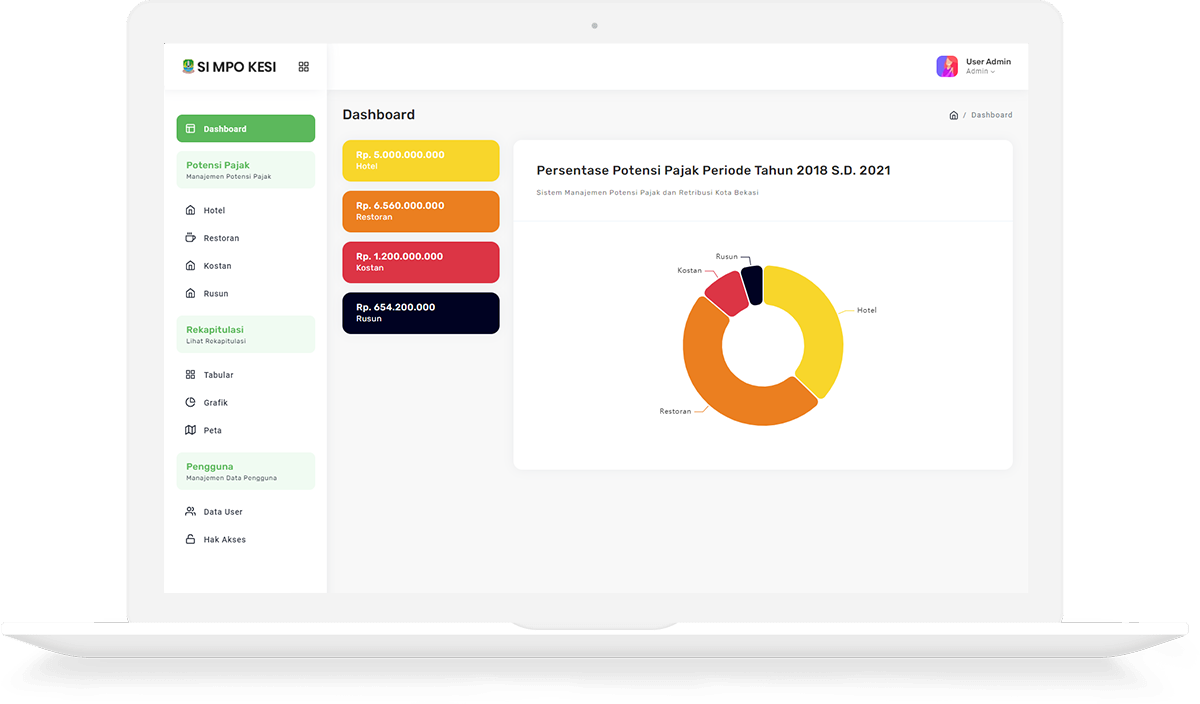 SI MPO KESI
User Admin
Admin
Dashboard
Potensi Pajak
Manajemen Potensi Pajak
Hotel
Restoran
Kostan
Rusun
Rekapitulasi
Lihat Rekapitulasi
Tabular
Grafik
Peta
Pengguna
Manajemen Data Pengguna
Data User
Hak Akses
Dashboard
/ Dashboard
Rp. 5.000.000.000
Hotel
Rp. 6.560.000.000
Restoran
Rp. 1.200.000.000
Kostan
Rp. 654.200.000
Rusun
Persentase Potensi Pajak Periode Tahun 2018 S.D. 2021
Sistem Manajemen Potensi Pajak dan Retribusi Kota Bekasi
Rusun
Kostan
Hotel
Restoran